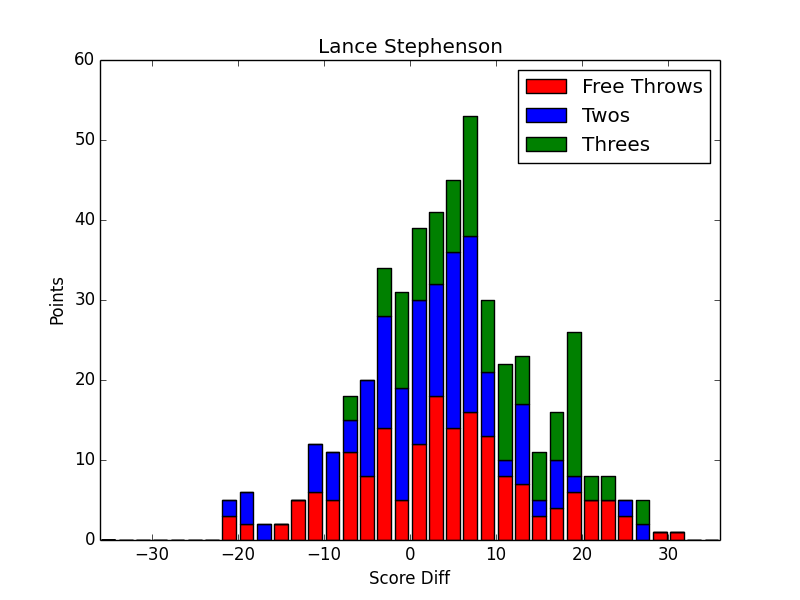 Lance Stephenson
60
50
40
30
20
10
0
Points
Free Throws
Twos
Threes
−30 −20 −10 0 10 20 30
Score Diff